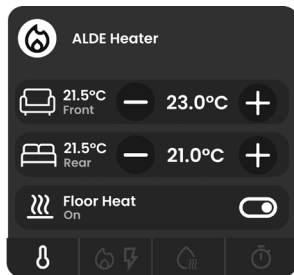 ALDE Heater
21.5°C
Front
23.0°C
21.5°C
Rear
21.0°C
Floor Heat
On